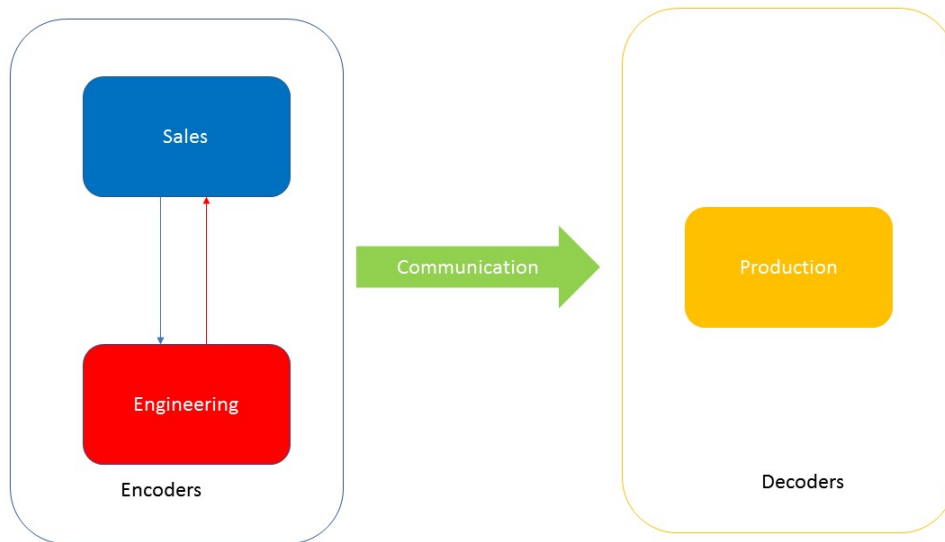 Sales
Communication
Production
Engineering
Encoders
Decoders